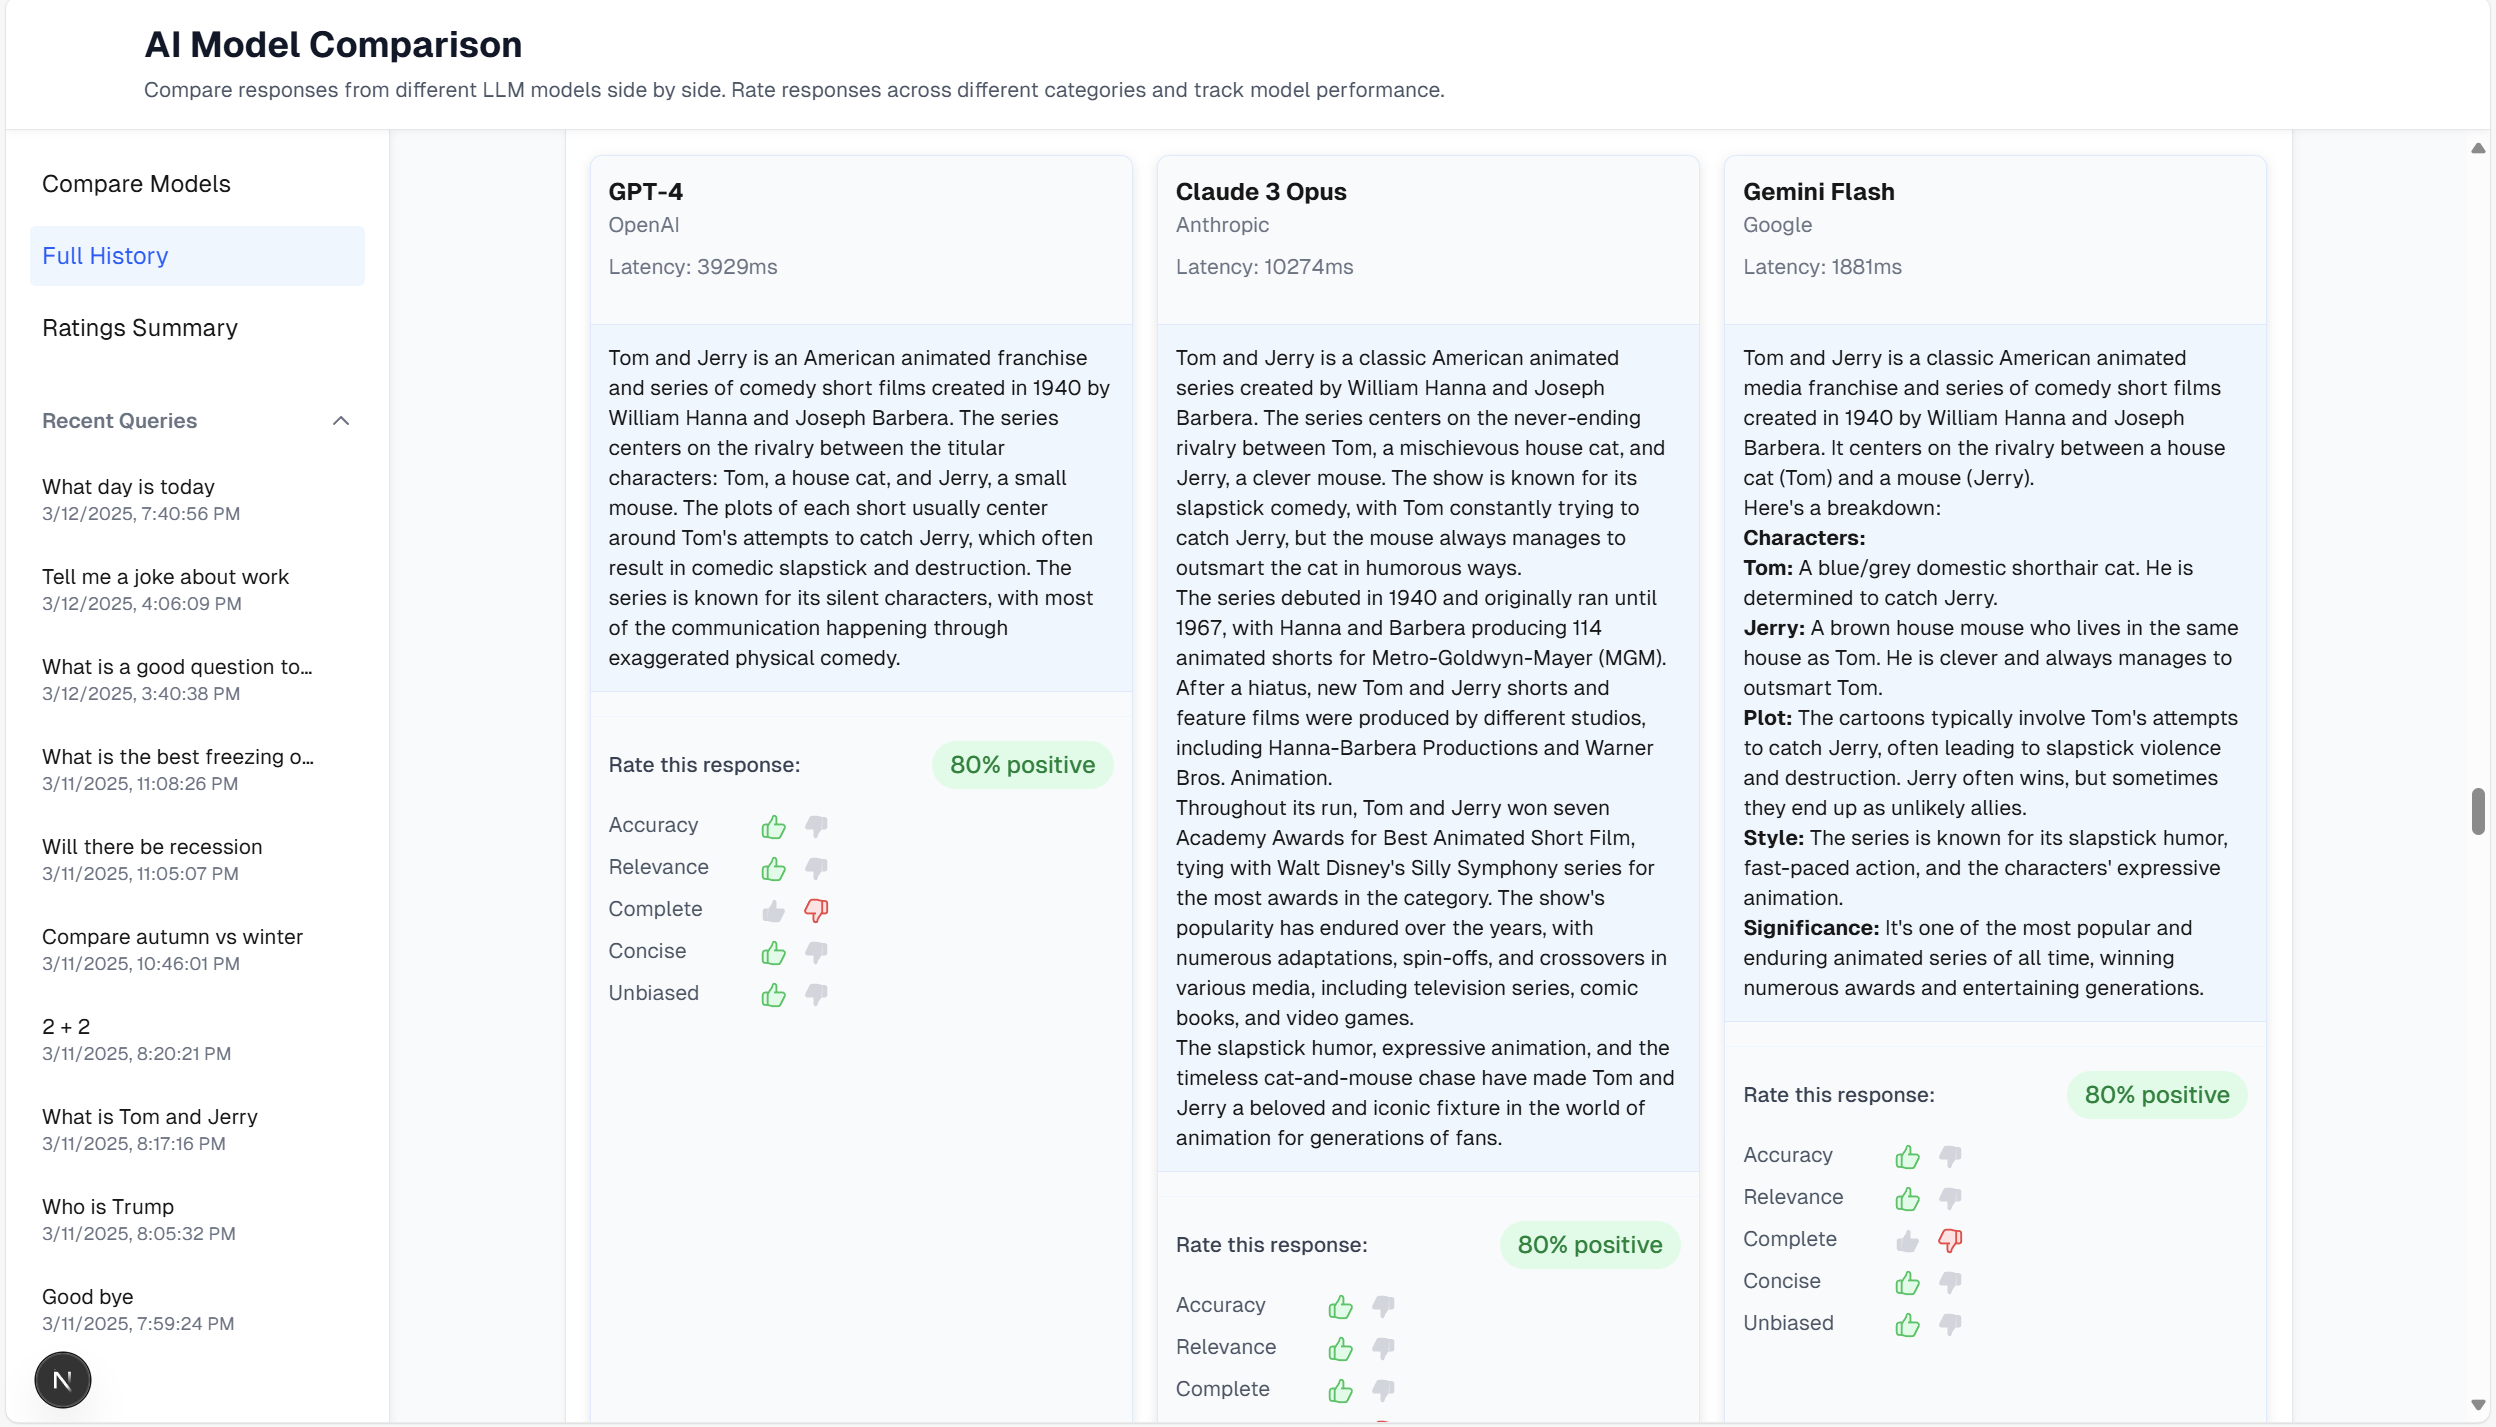 AI Model Comparison
Compare responses from different LLM models side by side. Rate responses across different categories and track model performance.
Compare Models
Full History
Ratings Summary
Recent Queries
What day is today
3/12/2025, 7:40:56 PM
Tell me a joke about work
3/12/2025, 4:06:09 PM
What is a good question to...
3/12/2025, 3:40:38 PM
What is the best freezing o...
3/11/2025, 11:08:26 PM
Will there be recession
3/11/2025, 11:05:07 PM
Compare autumn vs winter
3/11/2025, 10:46:01 PM
2 + 2
3/11/2025, 8:20:21 PM
What is Tom and Jerry
3/11/2025, 8:17:16 PM
Who is Trump
3/11/2025, 8:05:32 PM
Good bye
3/11/2025, 7:59:24 PM
N
GPT-4
OpenAI
Latency: 3929ms
Tom and Jerry is an American animated franchise
and series of comedy short films created in 1940 by
William Hanna and Joseph Barbera. The series
centers on the rivalry between the titular
characters: Tom, a house cat, and Jerry, a small
mouse. The plots of each short usually center
around Tom's attempts to catch Jerry, which often
result in comedic slapstick and destruction. The
series is known for its silent characters, with most
of the communication happening through
exaggerated physical comedy.
Rate this response:
80% positive
Accuracy
Relevance
Complete
Concise
Unbiased
Claude 3 Opus
Anthropic
Latency: 10274ms
Tom and Jerry is a classic American animated
series created by William Hanna and Joseph
Barbera. The series centers on the never-ending
rivalry between Tom, a mischievous house cat, and
Jerry, a clever mouse. The show is known for its
slapstick comedy, with Tom constantly trying to
catch Jerry, but the mouse always manages to
outsmart the cat in humorous ways.
The series debuted in 1940 and originally ran until
1967, with Hanna and Barbera producing 114
animated shorts for Metro-Goldwyn-Mayer (MGM).
After a hiatus, new Tom and Jerry shorts and
feature films were produced by different studios,
including Hanna-Barbera Productions and Warner
Bros. Animation.
Throughout its run, Tom and Jerry won seven
Academy Awards for Best Animated Short Film,
tying with Walt Disney's Silly Symphony series for
the most awards in the category. The show's
popularity has endured over the years, with
numerous adaptations, spin-offs, and crossovers in
various media, including television series, comic
books, and video games.
The slapstick humor, expressive animation, and the
timeless cat-and-mouse chase have made Tom and
Jerry a beloved and iconic fixture in the world of
animation for generations of fans.
Rate this response:
80% positive
Accuracy
Relevance
Complete
Gemini Flash
Google
Latency: 1881ms
Tom and Jerry is a classic American animated
media franchise and series of comedy short films
created in 1940 by William Hanna and Joseph
Barbera. It centers on the rivalry between a house
cat (Tom) and a mouse (Jerry).
Here's a breakdown:
Characters:
Tom: A blue/grey domestic shorthair cat. He is
determined to catch Jerry.
Jerry: A brown house mouse who lives in the same
house as Tom. He is clever and always manages to
outsmart Tom.
Plot: The cartoons typically involve Tom's attempts
to catch Jerry, often leading to slapstick violence
and destruction. Jerry often wins, but sometimes
they end up as unlikely allies.
Style: The series is known for its slapstick humor,
fast-paced action, and the characters' expressive
animation.
Significance: It's one of the most popular and
enduring animated series of all time, winning
numerous awards and entertaining generations.
Rate this response:
80% positive
Accuracy
Relevance
Complete
Concise
Unbiased